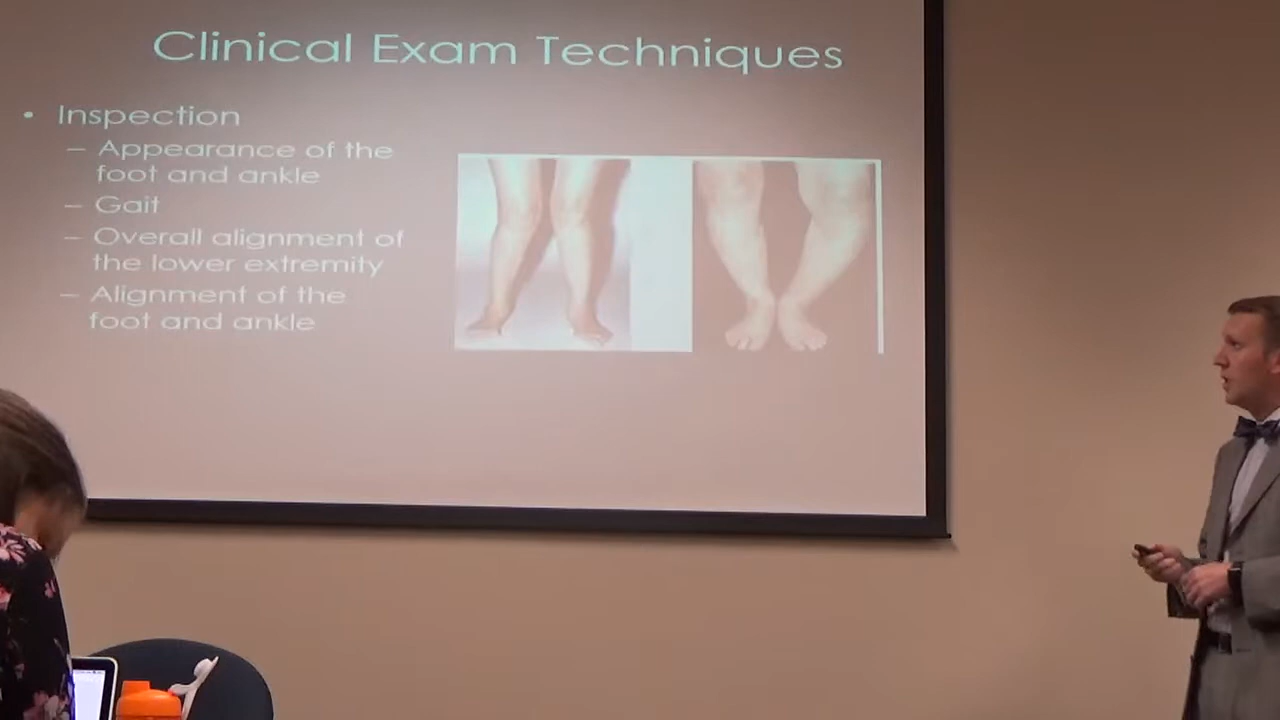 Clinical Exam Techniques
• Inspection
– Appearance of the
foot and ankle
– Gait
– Overall alignment of
the lower extremity
– Alignment of the
foot and ankle